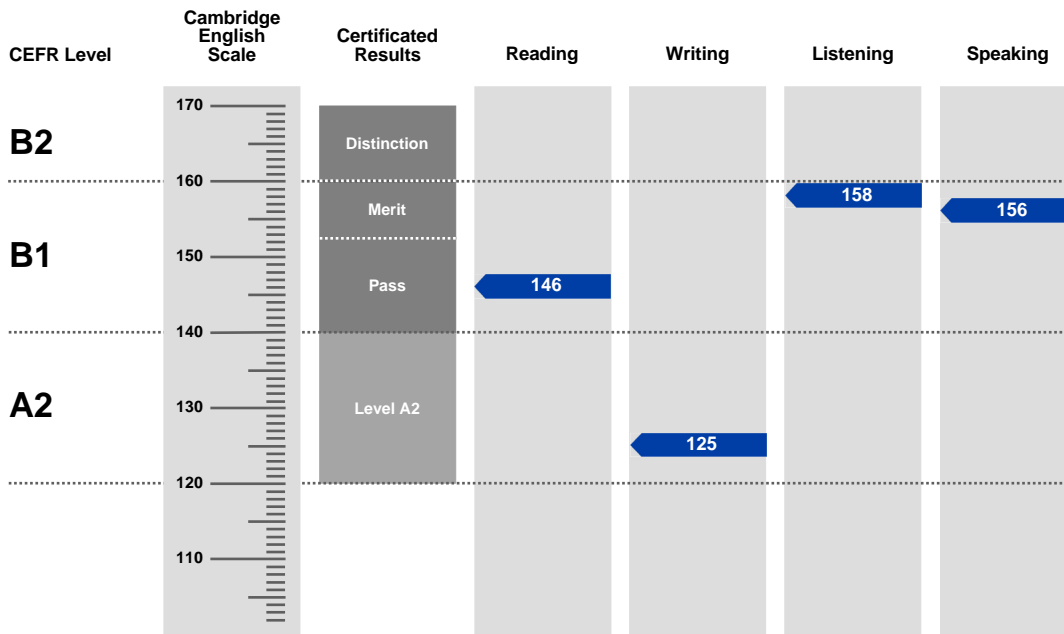 CEFR Level
Cambridge
English
Scale
Certificated
Results
Reading
Writing
Listening
Speaking
170
B2
Distinction
160
158
Merit
156
B1
150
Pass
146
140
A2
130
Level A2
125
120
110